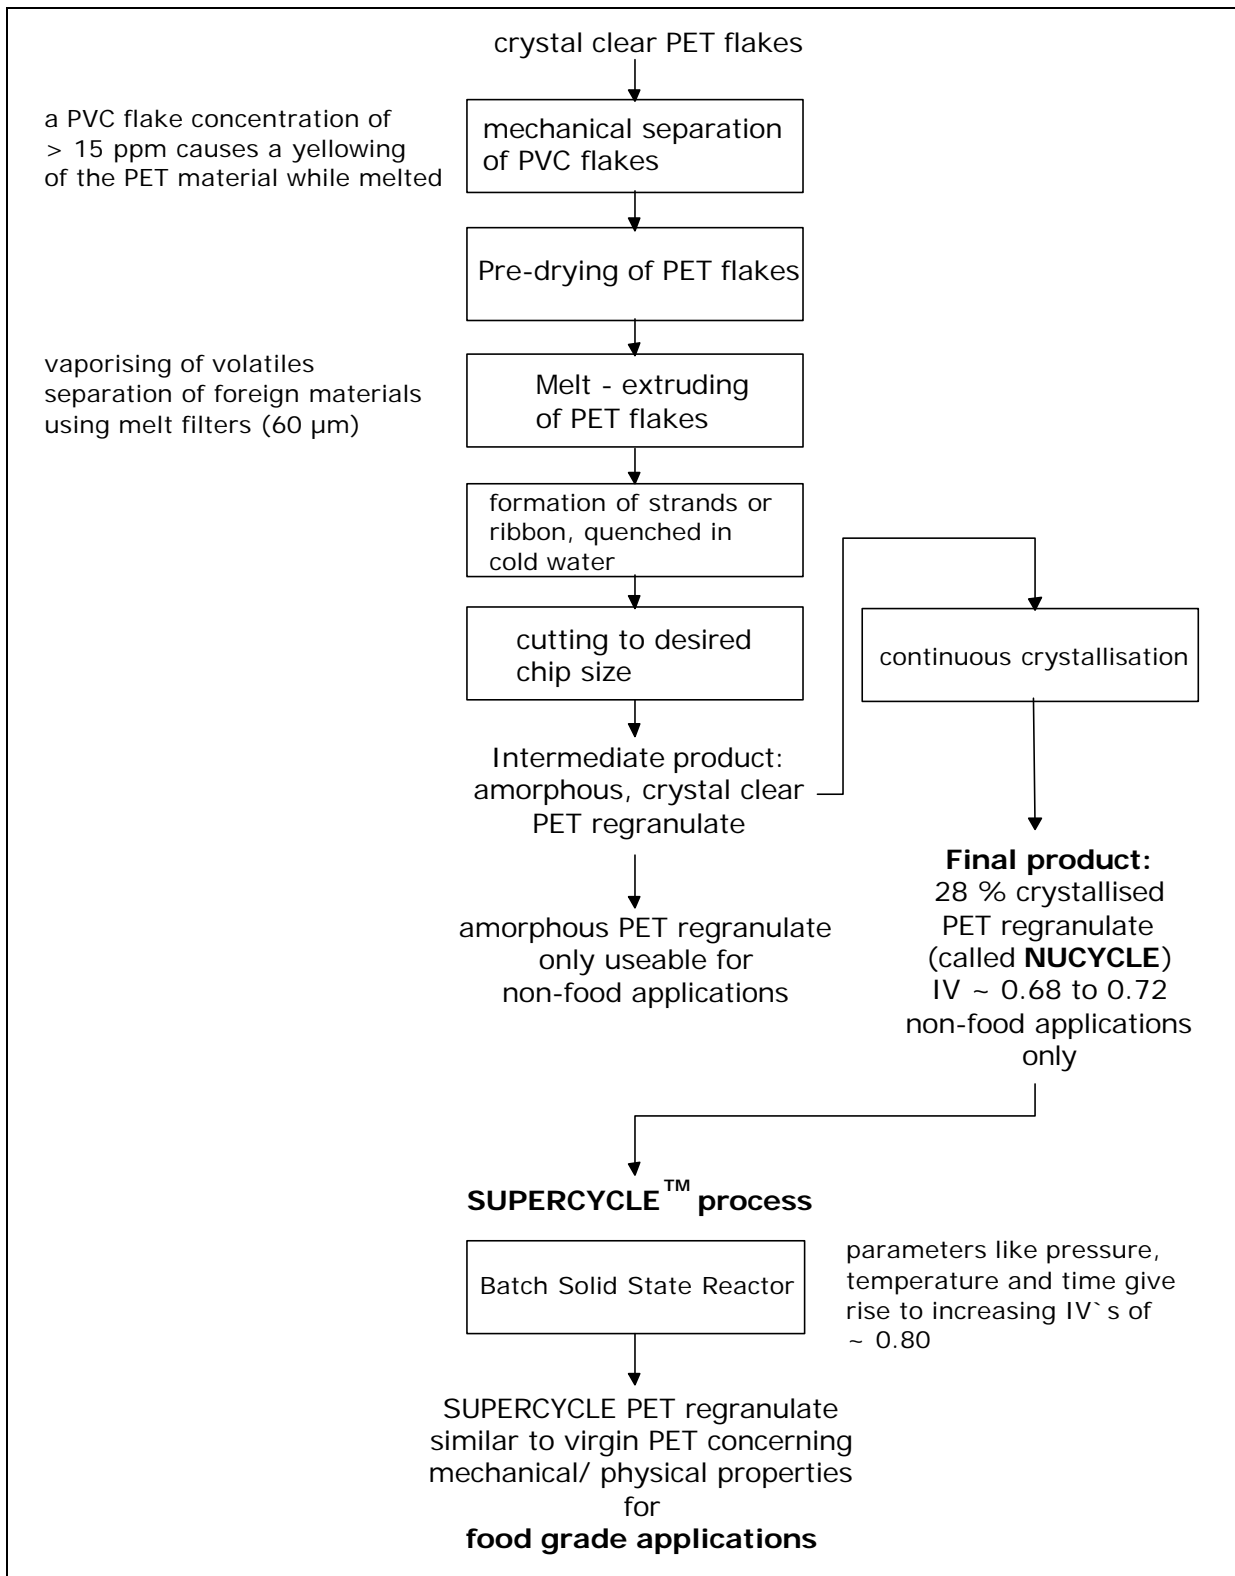 crystal clear PET flakes
a PVC flake concentration of
> 15 ppm causes a yellowing
of the PET material while melted
mechanical separation
of PVC flakes
Pre-drying of PET flakes
vaporising of volatiles
separation of foreign materials
using melt filters (60 µm)
Melt - extruding
of PET flakes
formation of strands or
ribbon, quenched in
cold water
cutting to desired
chip size
continuous crystallisation
Intermediate product:
amorphous, crystal clear
PET regranulate
amorphous PET regranulate
only useable for
non-food applications
Final product:
28 % crystallised
PET regranulate
(called NUCYCLE)
IV ~ 0.68 to 0.72
non-food applications
only
SUPERCYCLE™ process
Batch Solid State Reactor
parameters like pressure,
temperature and time give
rise to increasing IV`s of
~ 0.80
SUPERCYCLE PET regranulate
similar to virgin PET concerning
mechanical/ physical properties
for
food grade applications